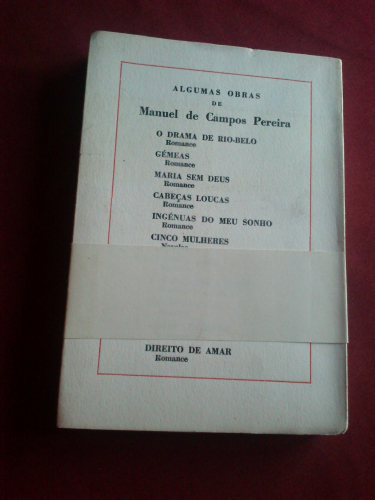 ALGUMAS OBRAS
DE
Manuel de Campos Pereira
O DRAMA DE RIO-BELO
Romance
GÉMEAS
Romance
MARIA SEM DEUS
Romance
CABEÇAS LOUCAS
Romance
INGÉNUAS DO MEU SONHO
Romance
CINCO MULHERES
DIREITO DE AMAR
Romance